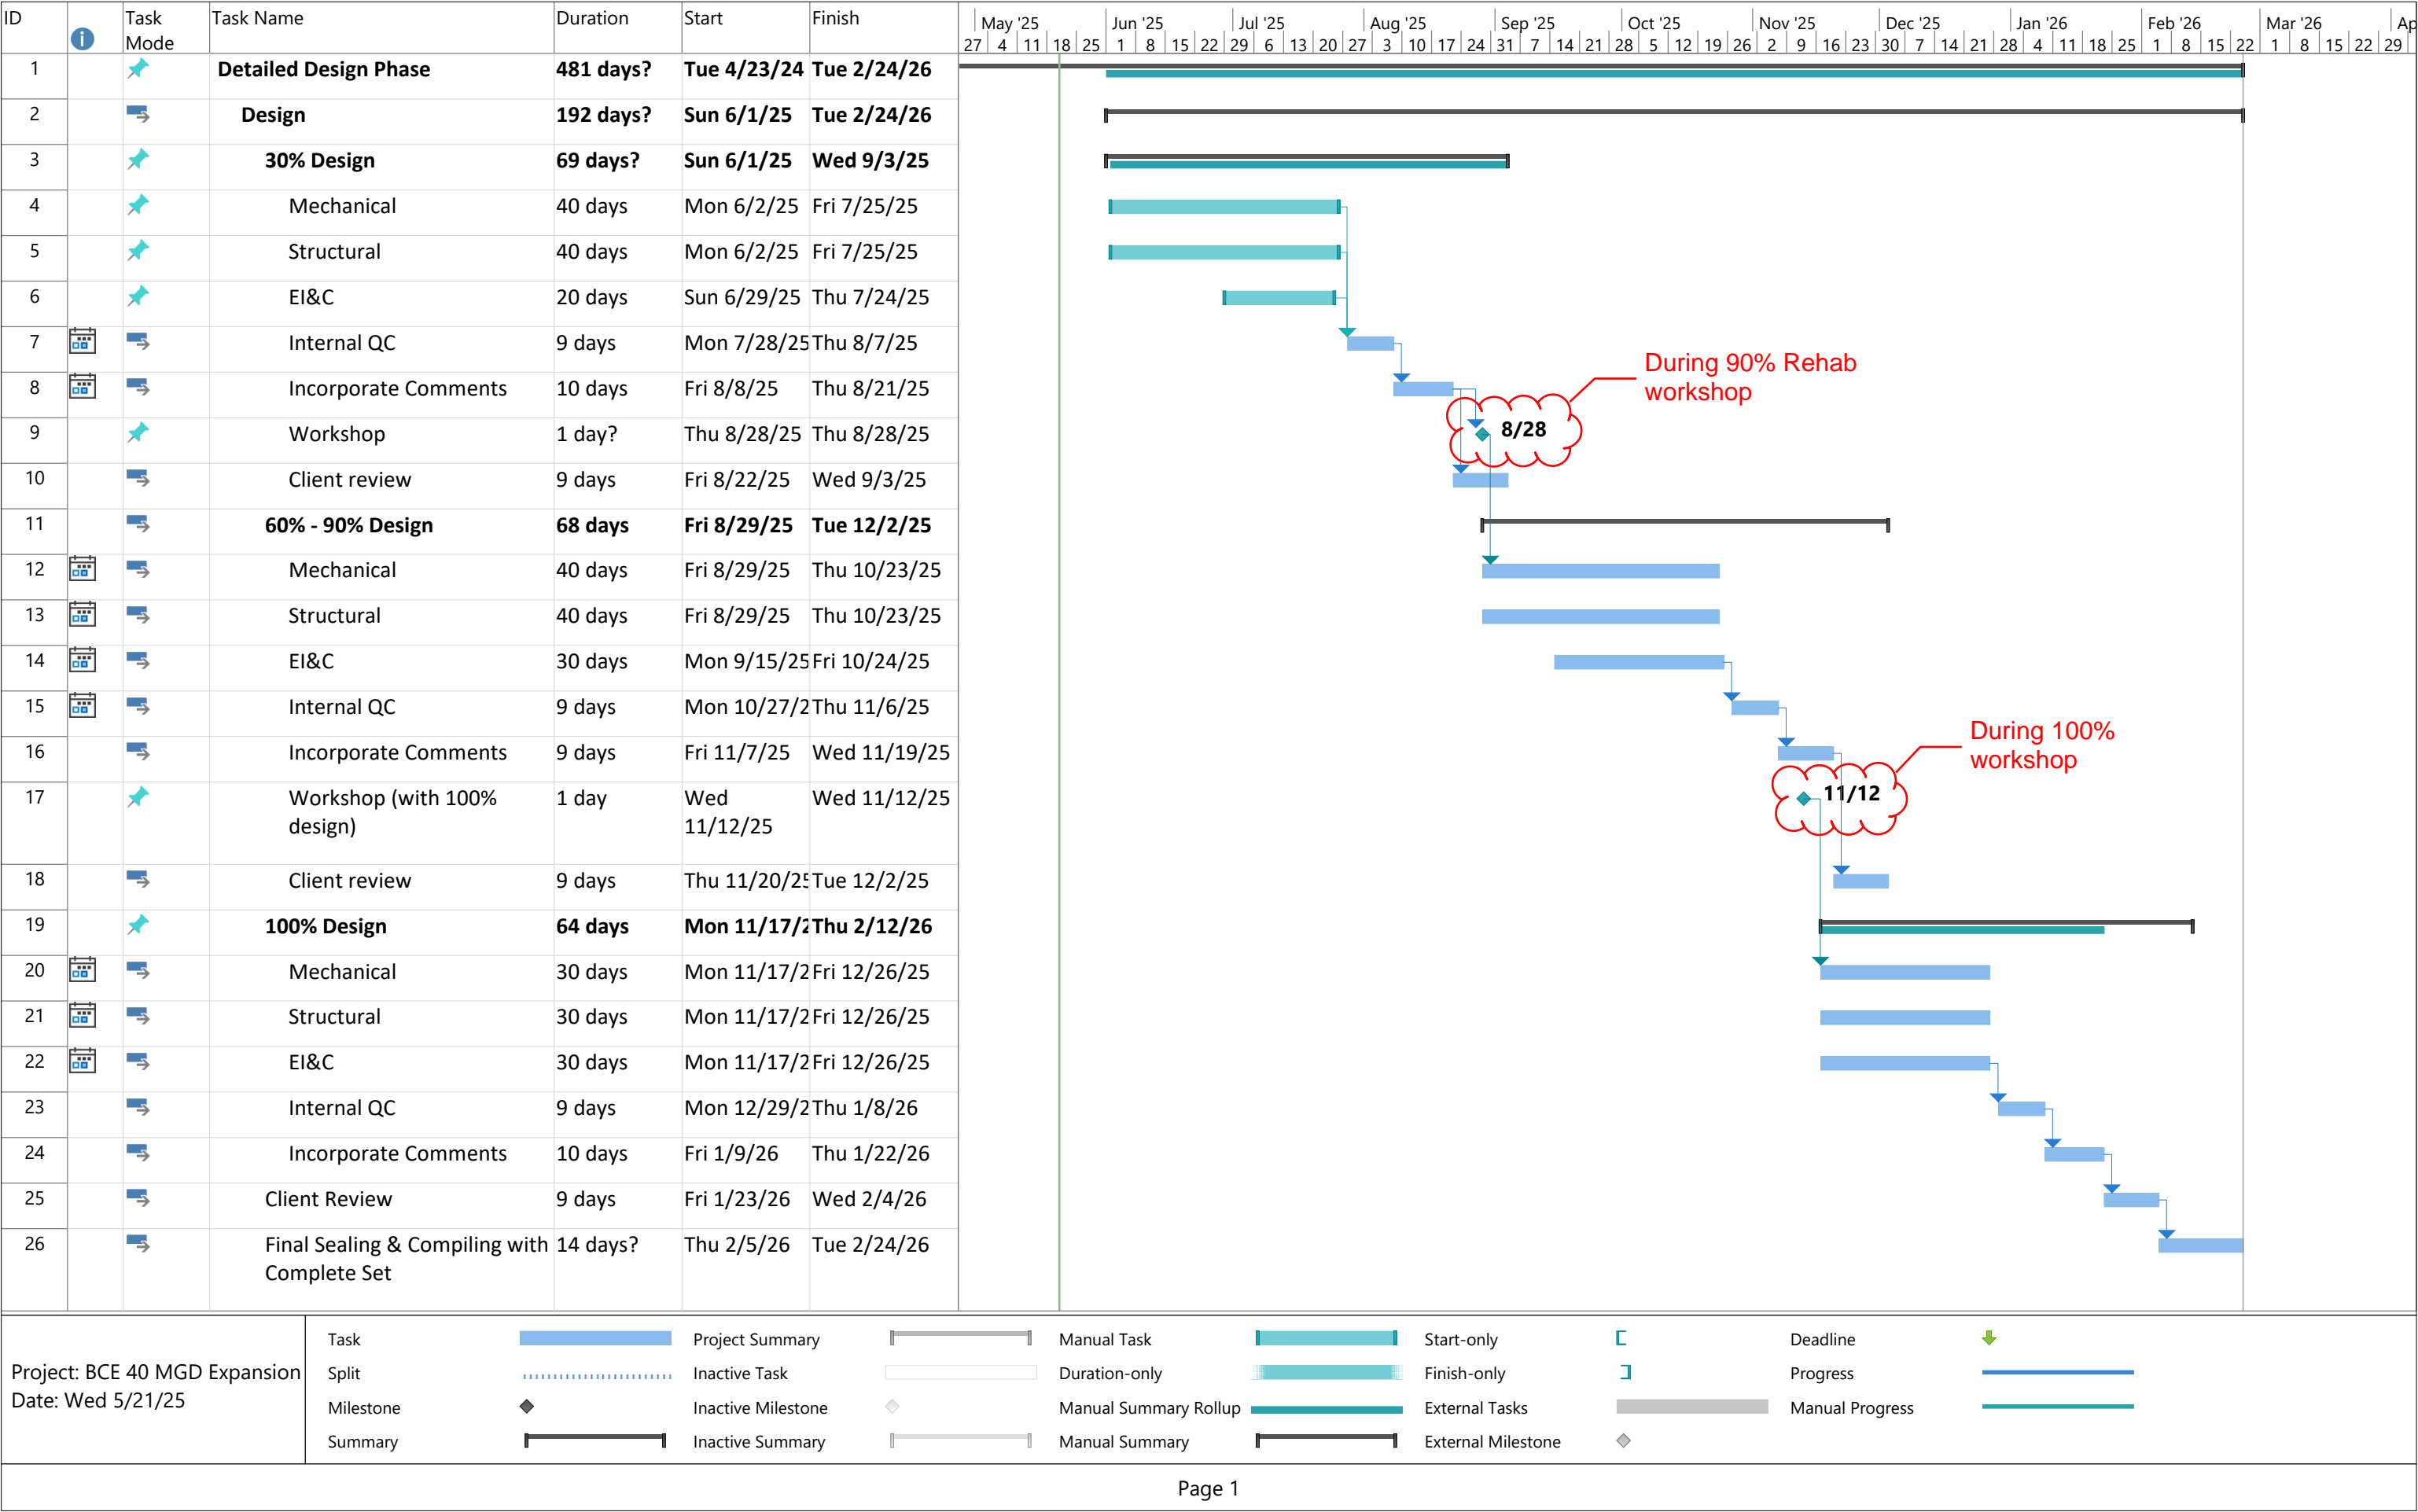 ID Task Mode Task Name Duration Start Finish
May '25 Jun '25 Jul '25 Aug '25 Sep '25 Oct '25 Nov '25 Dec '25 Jan '26 Feb '26 Mar '26 Ap
27 4 11 18 25 1 8 15 22 29 6 13 20 27 3 10 17 24 31 7 14 21 28 5 12 19 26 2 9 16 23 30 7 14 21 28 4 11 18 25 1 8 15 22 1 8 15 22 29
1 Detailed Design Phase 481 days? Tue 4/23/24 Tue 2/24/26
2 Design 192 days? Sun 6/1/25 Tue 2/24/26
3 30% Design 69 days? Sun 6/1/25 Wed 9/3/25
4 Mechanical 40 days Mon 6/2/25 Fri 7/25/25
5 Structural 40 days Mon 6/2/25 Fri 7/25/25
6 EI&C 20 days Sun 6/29/25 Thu 7/24/25
7 Internal QC 9 days Mon 7/28/25 Thu 8/7/25
During 90% Rehab
workshop
8 Incorporate Comments 10 days Fri 8/8/25 Thu 8/21/25
9 Workshop 1 day? Thu 8/28/25 Thu 8/28/25 8/28
10 Client review 9 days Fri 8/22/25 Wed 9/3/25
11 60% - 90% Design 68 days Fri 8/29/25 Tue 12/2/25
12 Mechanical 40 days Fri 8/29/25 Thu 10/23/25
13 Structural 40 days Fri 8/29/25 Thu 10/23/25
14 EI&C 30 days Mon 9/15/25 Fri 10/24/25
15 Internal QC 9 days Mon 10/27/2 Thu 11/6/25
During 100%
workshop
16 Incorporate Comments 9 days Fri 11/7/25 Wed 11/19/25
17 Workshop (with 100% design) 1 day Wed 11/12/25 Wed 11/12/25 11/12
18 Client review 9 days Thu 11/20/25 Tue 12/2/25
19 100% Design 64 days Mon 11/17/2 Thu 2/12/26
20 Mechanical 30 days Mon 11/17/2 Fri 12/26/25
21 Structural 30 days Mon 11/17/2 Fri 12/26/25
22 EI&C 30 days Mon 11/17/2 Fri 12/26/25
23 Internal QC 9 days Mon 12/29/2 Thu 1/8/26
24 Incorporate Comments 10 days Fri 1/9/26 Thu 1/22/26
25 Client Review 9 days Fri 1/23/26 Wed 2/4/26
26 Final Sealing & Compiling with Complete Set 14 days? Thu 2/5/26 Tue 2/24/26
Project: BCE 40 MGD Expansion
Date: Wed 5/21/25
Task Project Summary Manual Task Start-only Deadline
Split Inactive Task Duration-only Finish-only Progress
Milestone Inactive Milestone Manual Summary Rollup External Tasks Manual Progress
Summary Inactive Summary Manual Summary External Milestone
Page 1